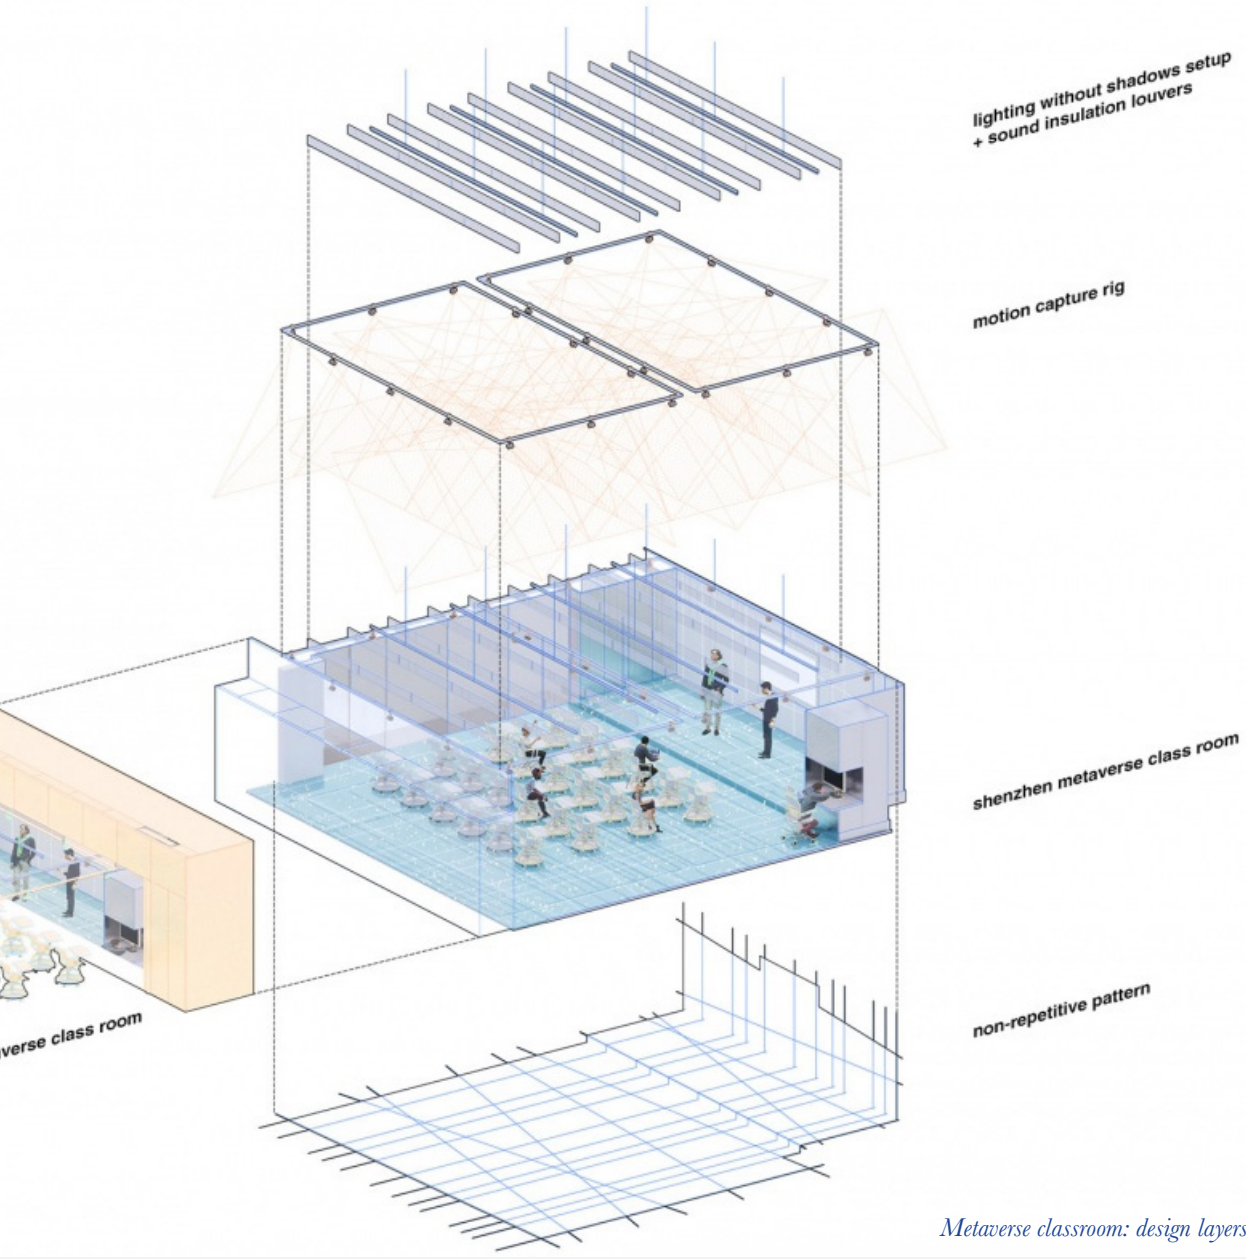 lighting without shadows setup
+ sound insulation louvers
motion capture rig
shenzhen metaverse class room
non-repetitive pattern
class room
Metaverse classroom: design layers